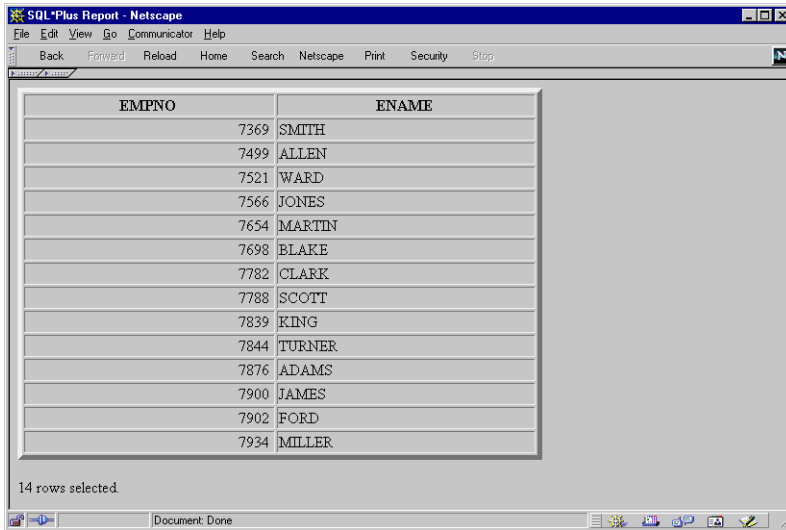 SQL*Plus Report - Netscape
File Edit View Go Communicator Help
Back Forward Reload Home Search Netscape Print Security Stop
N
EMPNO ENAME
7369 SMITH
7499 ALLEN
7521 WARD
7566 JONES
7654 MARTIN
7698 BLAKE
7782 CLARK
7788 SCOTT
7839 KING
7844 TURNER
7876 ADAMS
7900 JAMES
7902 FORD
7934 MILLER
14 rows selected.
Document: Done